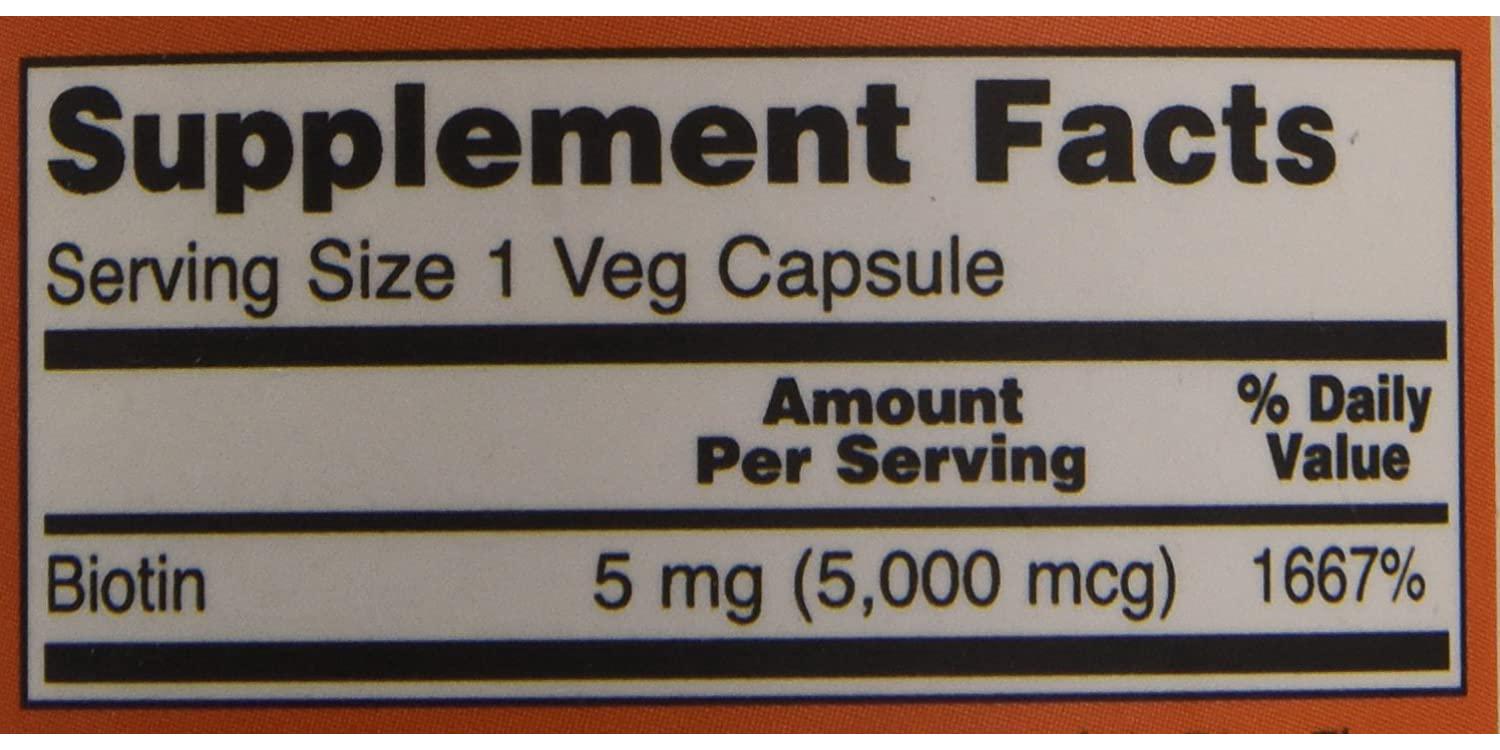 Supplement Facts
Serving Size 1 Veg Capsule
Amount
Per Serving
% Daily
Value
Biotin 5 mg (5,000 mcg) 1667%